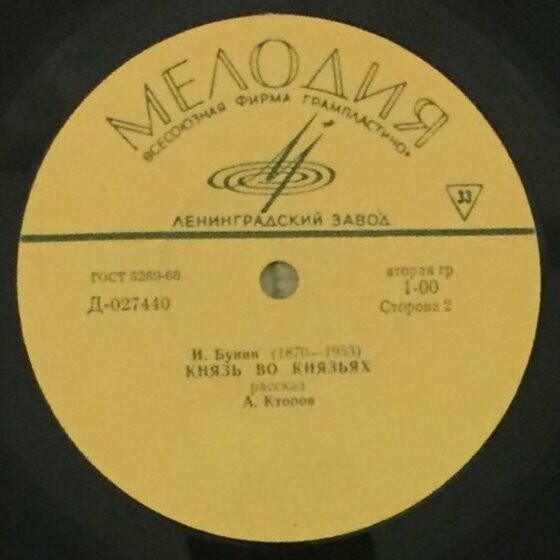 МЕЛОДИЯ
ВСЕСОЮЗНАЯ ФИРМА ГРАМПЛАСТИНОК
33
ЛЕНИНГРАДСКИЙ ЗАВОД
ГОСТ 5289-68
Д-027440
вторая гр
1-00
Сторона 2
И. Бунин (1870—1953)
КНЯЗЬ ВО КНЯЗЬЯХ
рассказ
А. Кторов